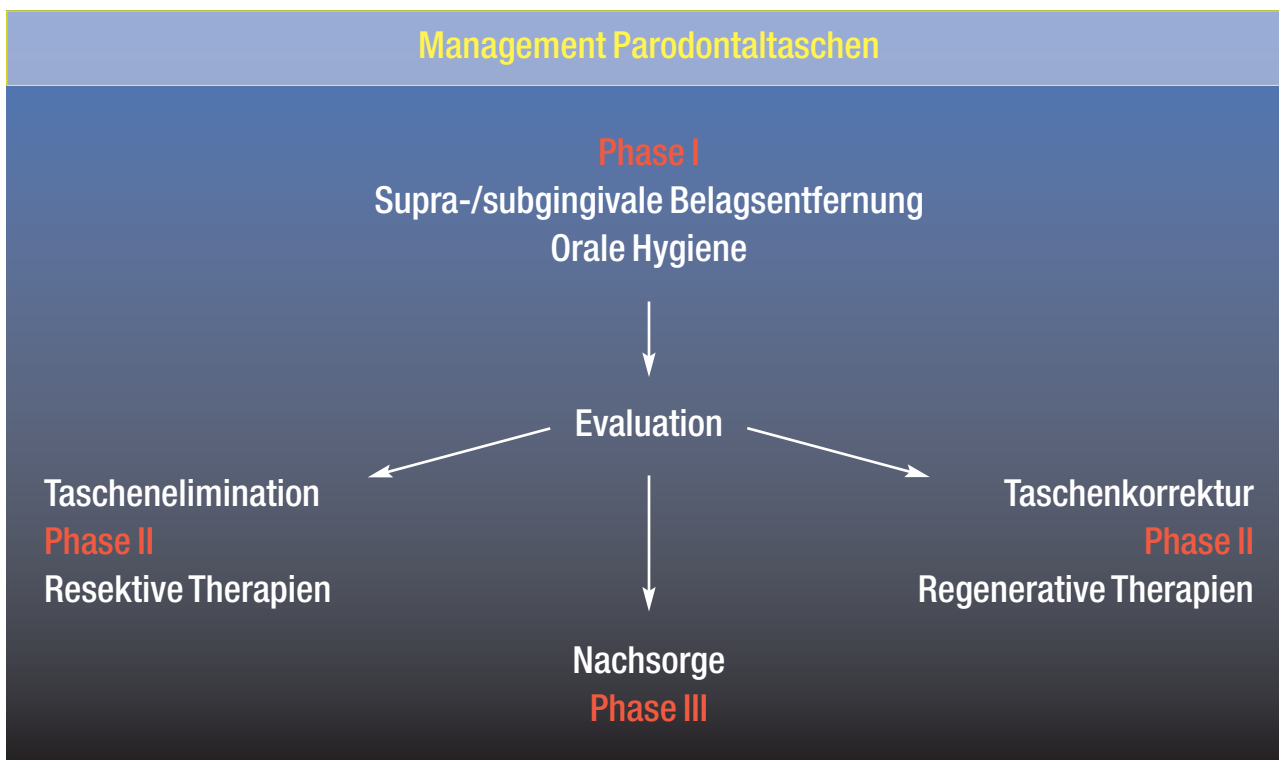 Management Parodontaltaschen
Phase I
Supra-/subgingivale Belagsentfernung
Orale Hygiene
Evaluation
Taschenelimination
Phase II
Resektive Therapien
Taschenkorrektur
Phase II
Regenerative Therapien
Nachsorge
Phase III